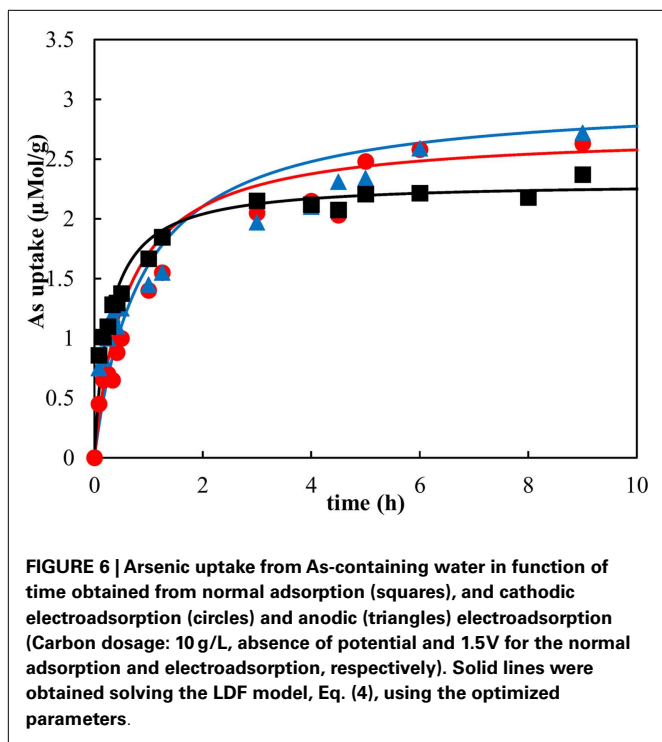 3.5
3
2.5
2
1.5
1
0.5
0
As uptake (µMol/g)
0 2 4 6 8 10
time (h)
FIGURE 6 | Arsenic uptake from As-containing water in function of
time obtained from normal adsorption (squares), and cathodic
electroadsorption (circles) and anodic (triangles) electroadsorption
(Carbon dosage: 10 g/L, absence of potential and 1.5V for the normal
adsorption and electroadsorption, respectively). Solid lines were
obtained solving the LDF model, Eq. (4), using the optimized
parameters.